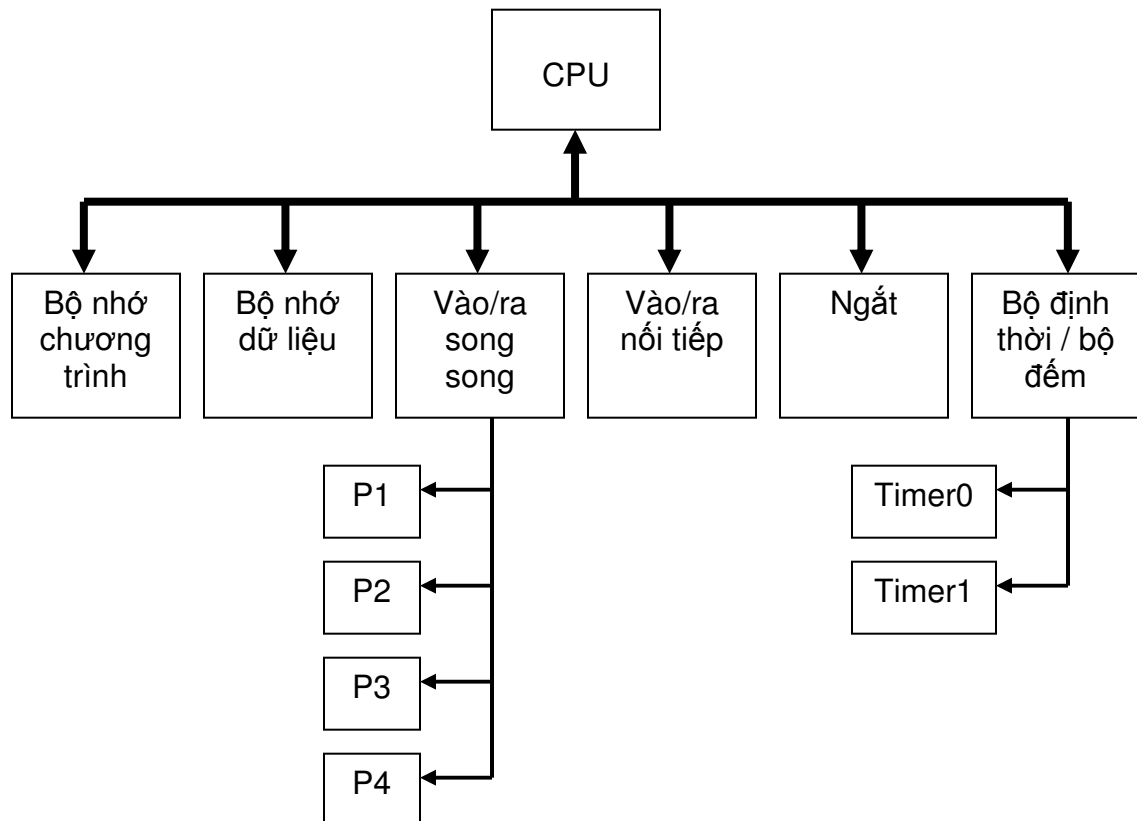 CPU
Bộ nhớ
chương
trình
Bộ nhớ
dữ liệu
Vào/ra
song
song
Vào/ra
nối tiếp
Ngắt
Bộ định
thời / bộ
đếm
P1
P2
P3
P4
Timer0
Timer1